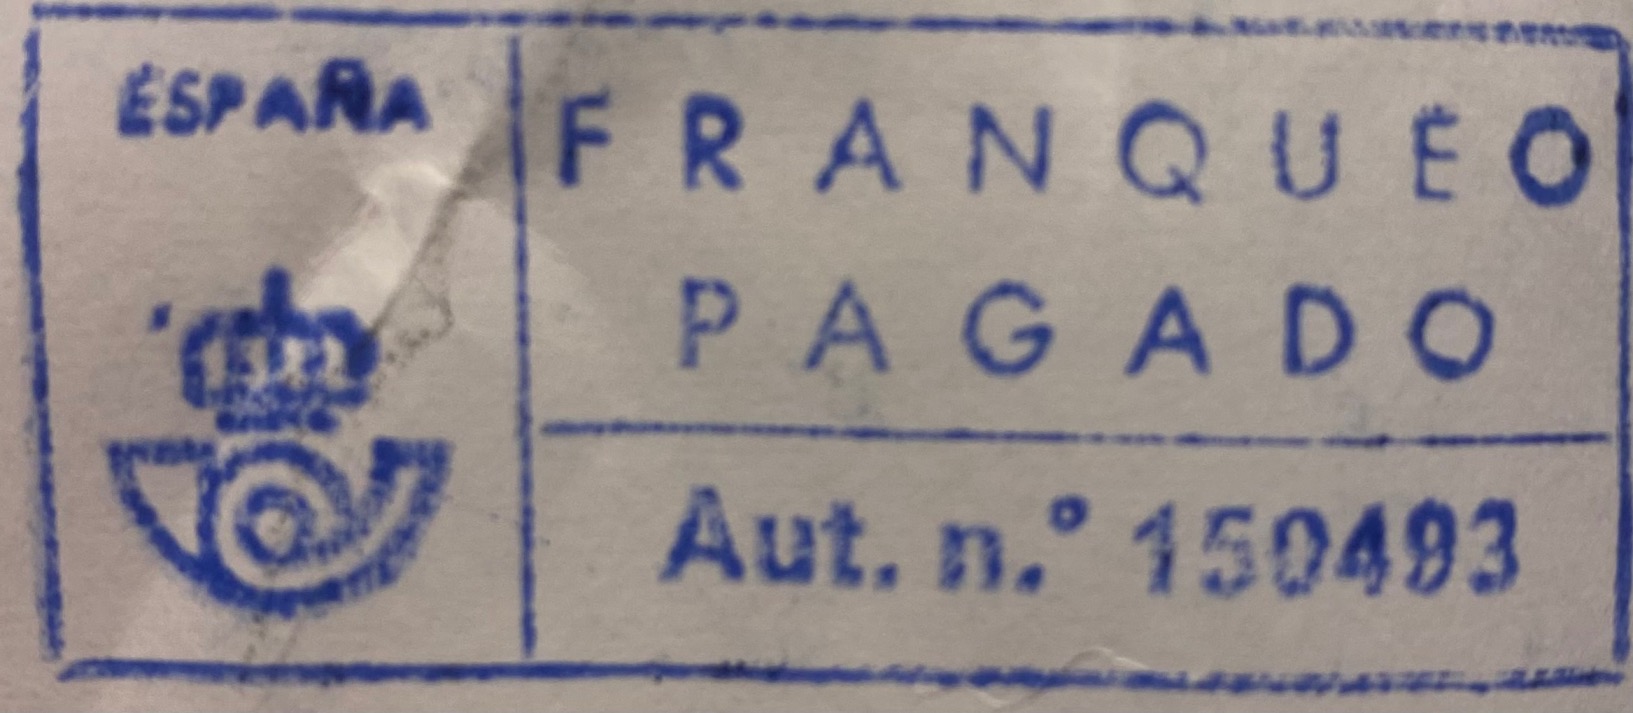 ESPAÑA
FRANQUEO
PAGADO
Aut. n.° 150493